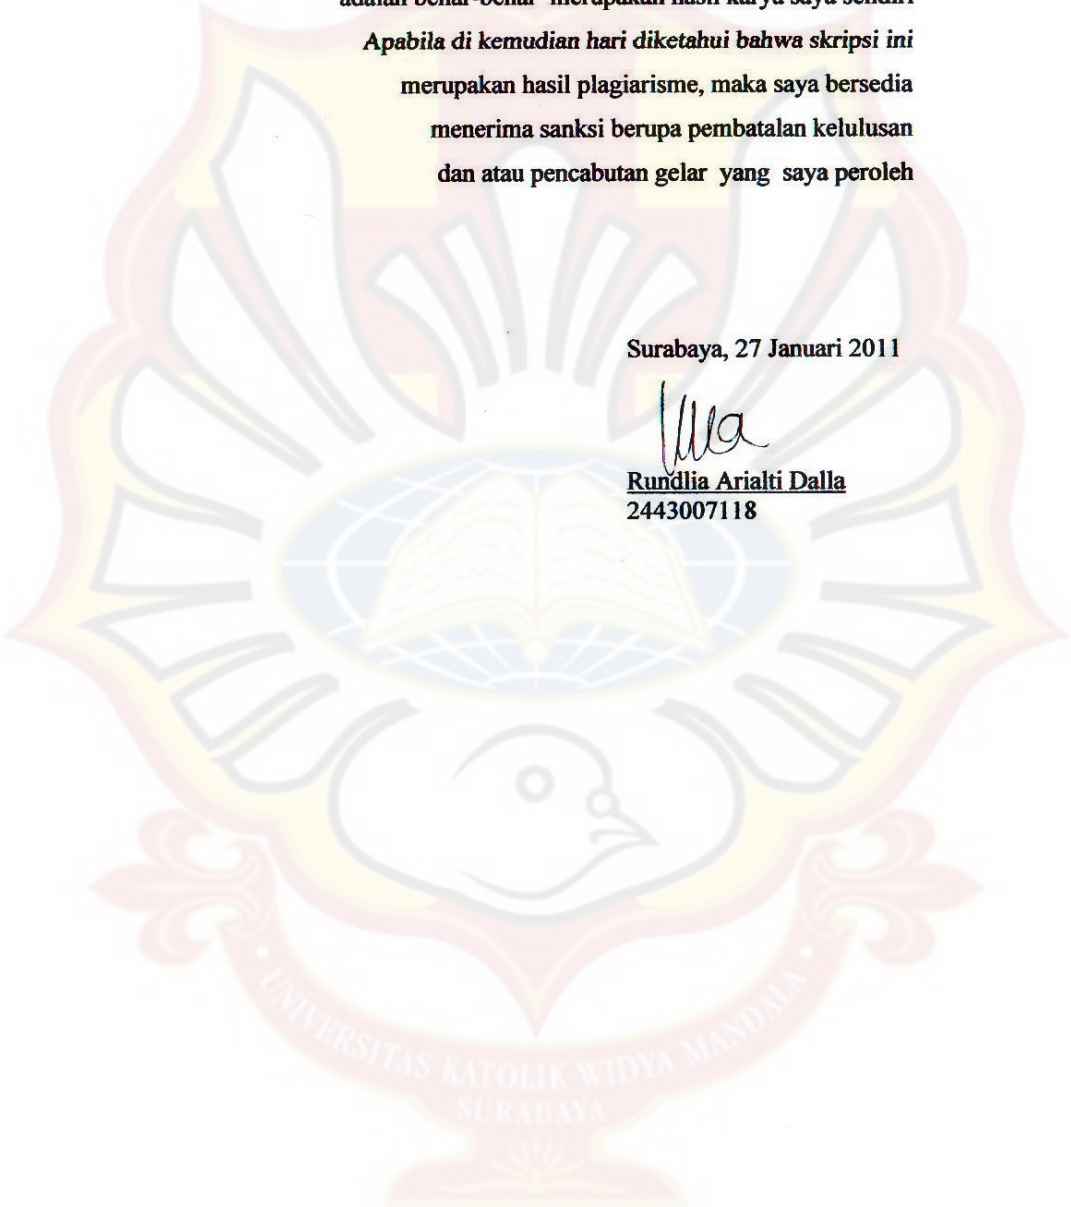 adalah benar-benar merupakan hasil karya saya sendiri
Apabila di kemudian hari diketahui bahwa skripsi ini
merupakan hasil plagiarisme, maka saya bersedia
menerima sanksi berupa pembatalan kelulusan
dan atau pencabutan gelar yang saya peroleh
Surabaya, 27 Januari 2011
Rundlia Arialti Dalla
2443007118
UNIVERSITAS KATOLIK WIDYA MANDALA
SURABAYA